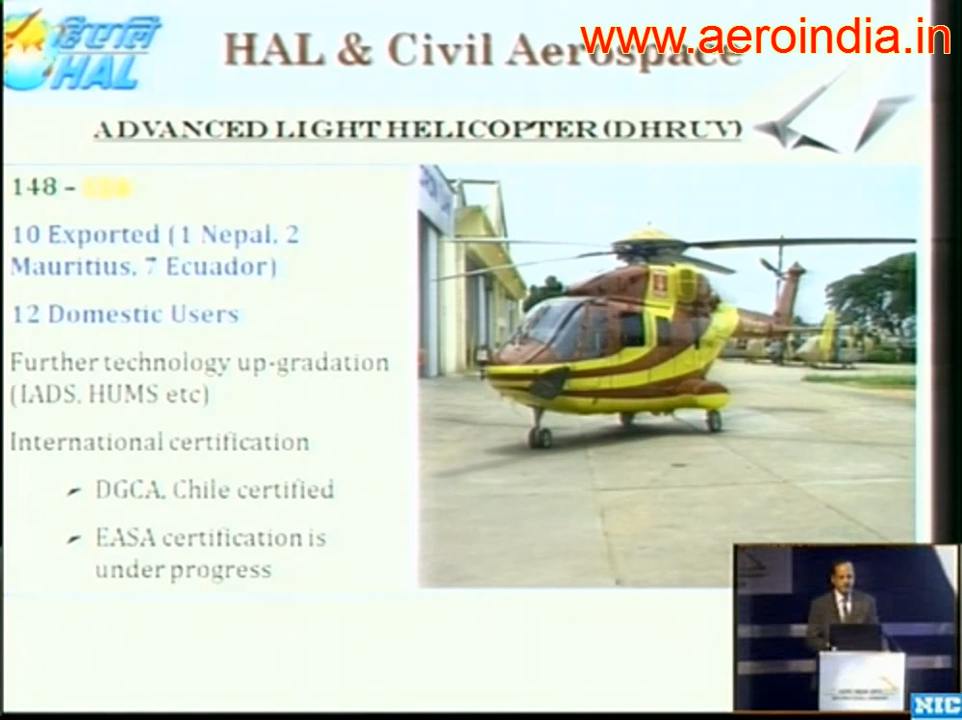 हिएएलि
HAL
HAL & Civil Aerospace
www.aeroindia.in
ADVANCED LIGHT HELICOPTER (DHRUV)
148 –
10 Exported (1 Nepal, 2
Mauritius, 7 Ecuador)
12 Domestic Users
Further technology up-gradation
(IADS, HUMS etc)
International certification
➤ DGCA, Chile certified
➤ EASA certification is
under progress
NIC